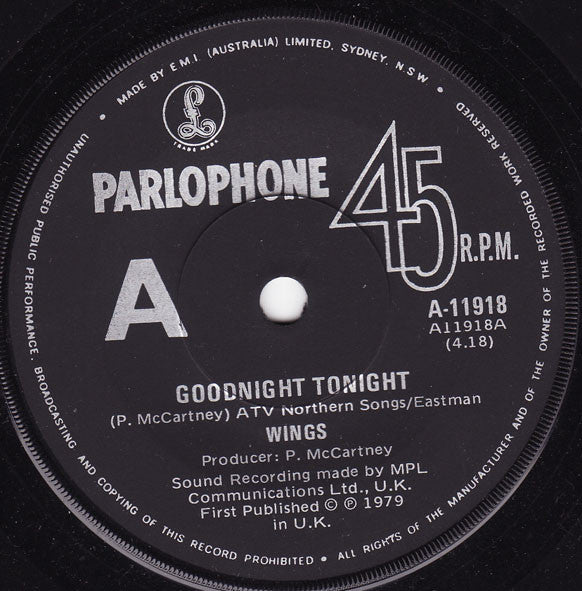 MADE BY E.M.I. (AUSTRALIA) LIMITED, SYDNEY, N.S.W •
ALL RIGHTS OF THE MANUFACTURER AND OF THE OWNER OF THE RECORDED WORK RESERVED
• UNAUTHORISED PUBLIC PERFORMANCE, BROADCASTING AND COPYING OF THIS RECORD PROHIBITED •
£
TRADE MARK
PARLOPHONE
45
R.P.M.
A
A-11918
A11918A
(4.18)
GOODNIGHT TONIGHT
(P. McCartney) ATV Northern Songs/Eastman
WINGS
Producer: P. McCartney
Sound Recording made by MPL
Communications Ltd., U.K.
First Published © ℗ 1979
in U.K.